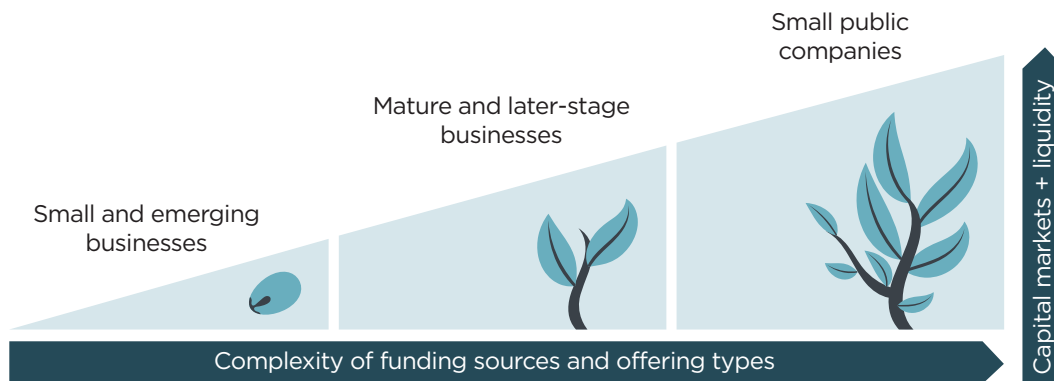 Small public
companies
Mature and later-stage
businesses
Small and emerging
businesses
Complexity of funding sources and offering types
Capital markets + liquidity